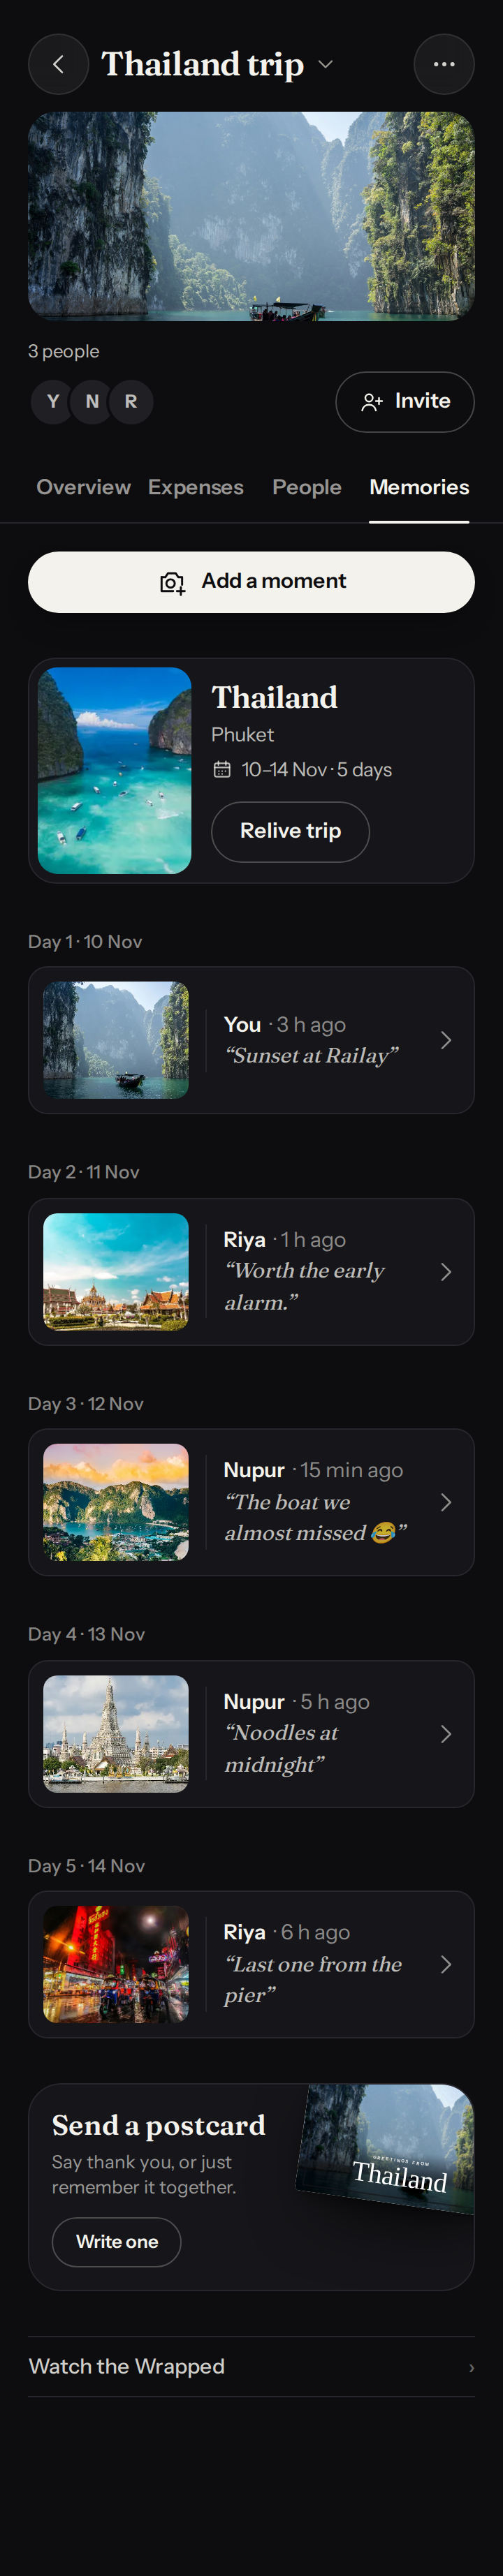 Thailand trip
3 people
Y N R
Invite
Overview Expenses People Memories
Add a moment
Thailand
Phuket
10–14 Nov · 5 days
Relive trip
Day 1 · 10 Nov
You · 3 h ago
“Sunset at Railay”
Day 2 · 11 Nov
Riya · 1 h ago
“Worth the early
alarm.”
Day 3 · 12 Nov
Nupur · 15 min ago
“The boat we
almost missed 😂”
Day 4 · 13 Nov
Nupur · 5 h ago
“Noodles at
midnight”
Day 5 · 14 Nov
Riya · 6 h ago
“Last one from the
pier”
Send a postcard
Say thank you, or just
remember it together.
Write one
GREETINGS FROM
Thailand
Watch the Wrapped